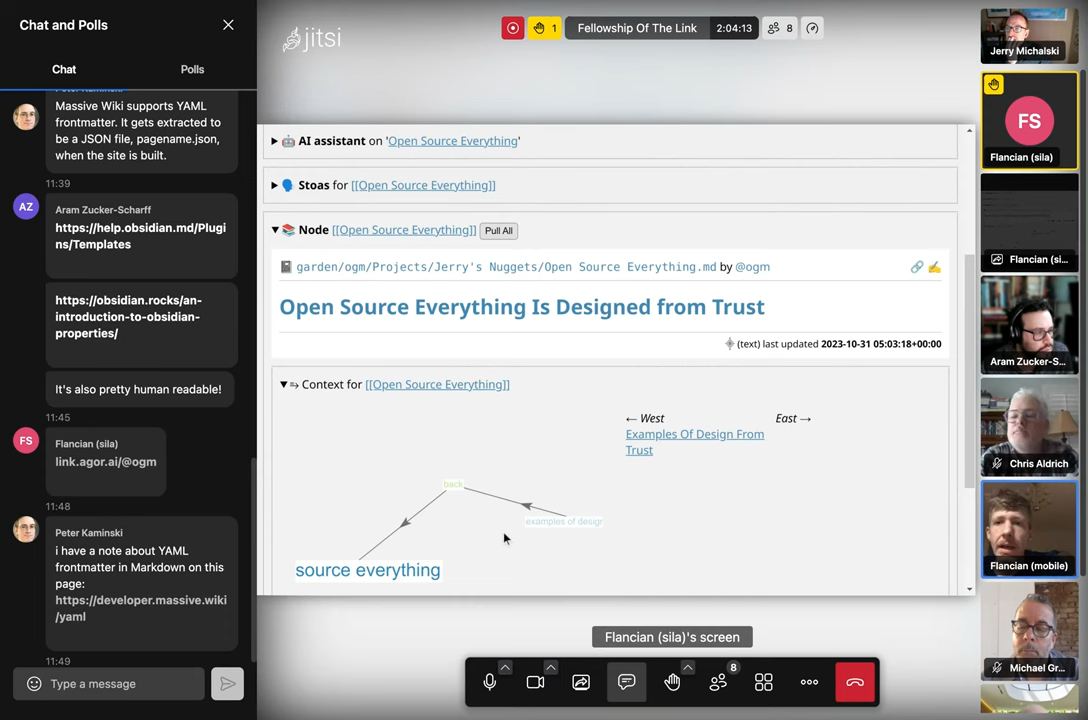 Chat and Polls
Chat
Polls
Peter Kaminski
Massive Wiki supports YAML
frontmatter. It gets extracted to
be a JSON file, pagename.json,
when the site is built.
11:39
AZ
Aram Zucker-Scharff
https://help.obsidian.md/Plugi
ns/Templates
https://obsidian.rocks/an-
introduction-to-obsidian-
properties/
It's also pretty human readable!
11:45
FS
Flancian (sila)
link.agor.ai/@ogm
11:48
Peter Kaminski
i have a note about YAML
frontmatter in Markdown on this
page:
https://developer.massive.wiki
/yaml
11:49
Type a message
jitsi
1
Fellowship Of The Link
2:04:13
8
AI assistant on 'Open Source Everything'
Stoas for [[Open Source Everything]]
Node [[Open Source Everything]] Pull All
garden/ogm/Projects/Jerry's Nuggets/Open Source Everything.md by @ogm
Open Source Everything Is Designed from Trust
(text) last updated 2023-10-31 05:03:18+00:00
Context for [[Open Source Everything]]
← West
East →
Examples Of Design From
Trust
back
examples of design
source everything
Flancian (sila)'s screen
8
Jerry Michalski
FS
Flancian (sila)
Flancian (si...
Aram Zucker-S...
Chris Aldrich
Flancian (mobile)
Michael Gr...